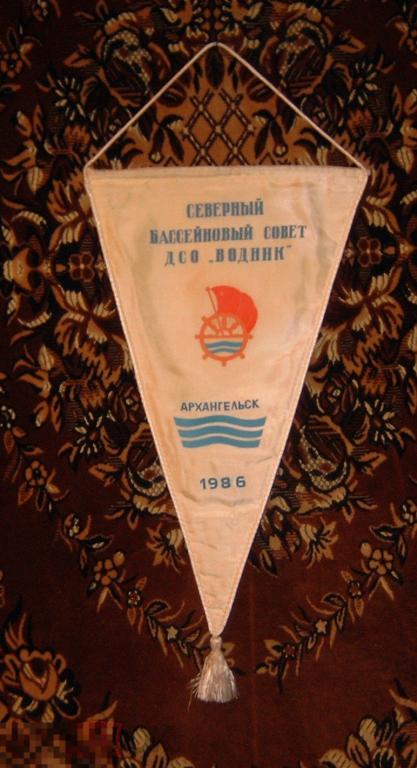 СЕВЕРНЫЙ
БАССЕЙНОВЫЙ СОВЕТ
ДСО „ВОДНИК"
АРХАНГЕЛЬСК
1986